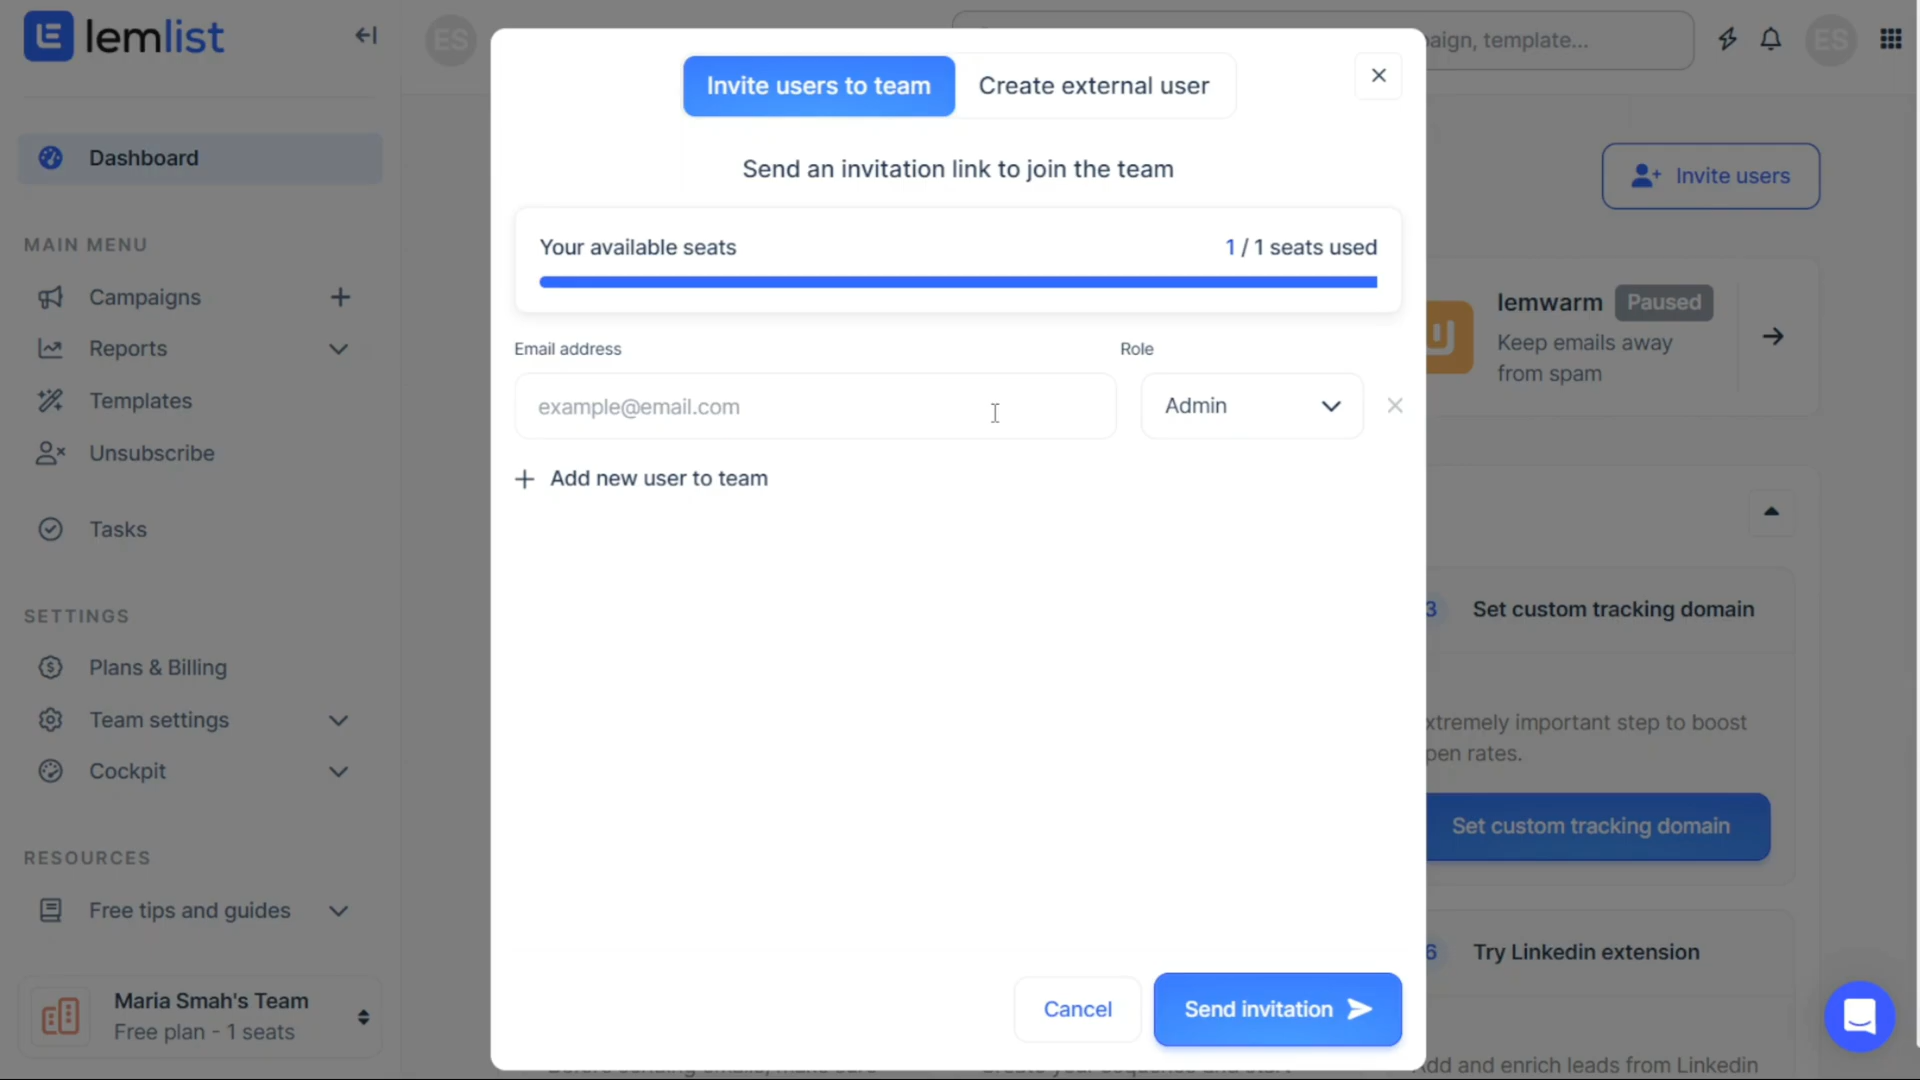 lemlist
Dashboard
MAIN MENU
Campaigns
Reports
Templates
Unsubscribe
Tasks
SETTINGS
Plans & Billing
Team settings
Cockpit
RESOURCES
Free tips and guides
Maria Smah's Team
Free plan - 1 seats
ES
Invite users to team
Create external user
Send an invitation link to join the team
Your available seats
1 / 1 seats used
Email address
Role
example@email.com
Admin
Add new user to team
Cancel
Send invitation
template...
ES
Invite users
lemwarm
Paused
Keep emails away
from spam
3
Set custom tracking domain
important step to boost
rates.
Set custom tracking domain
6
Try Linkedin extension
and enrich leads from Linkedin